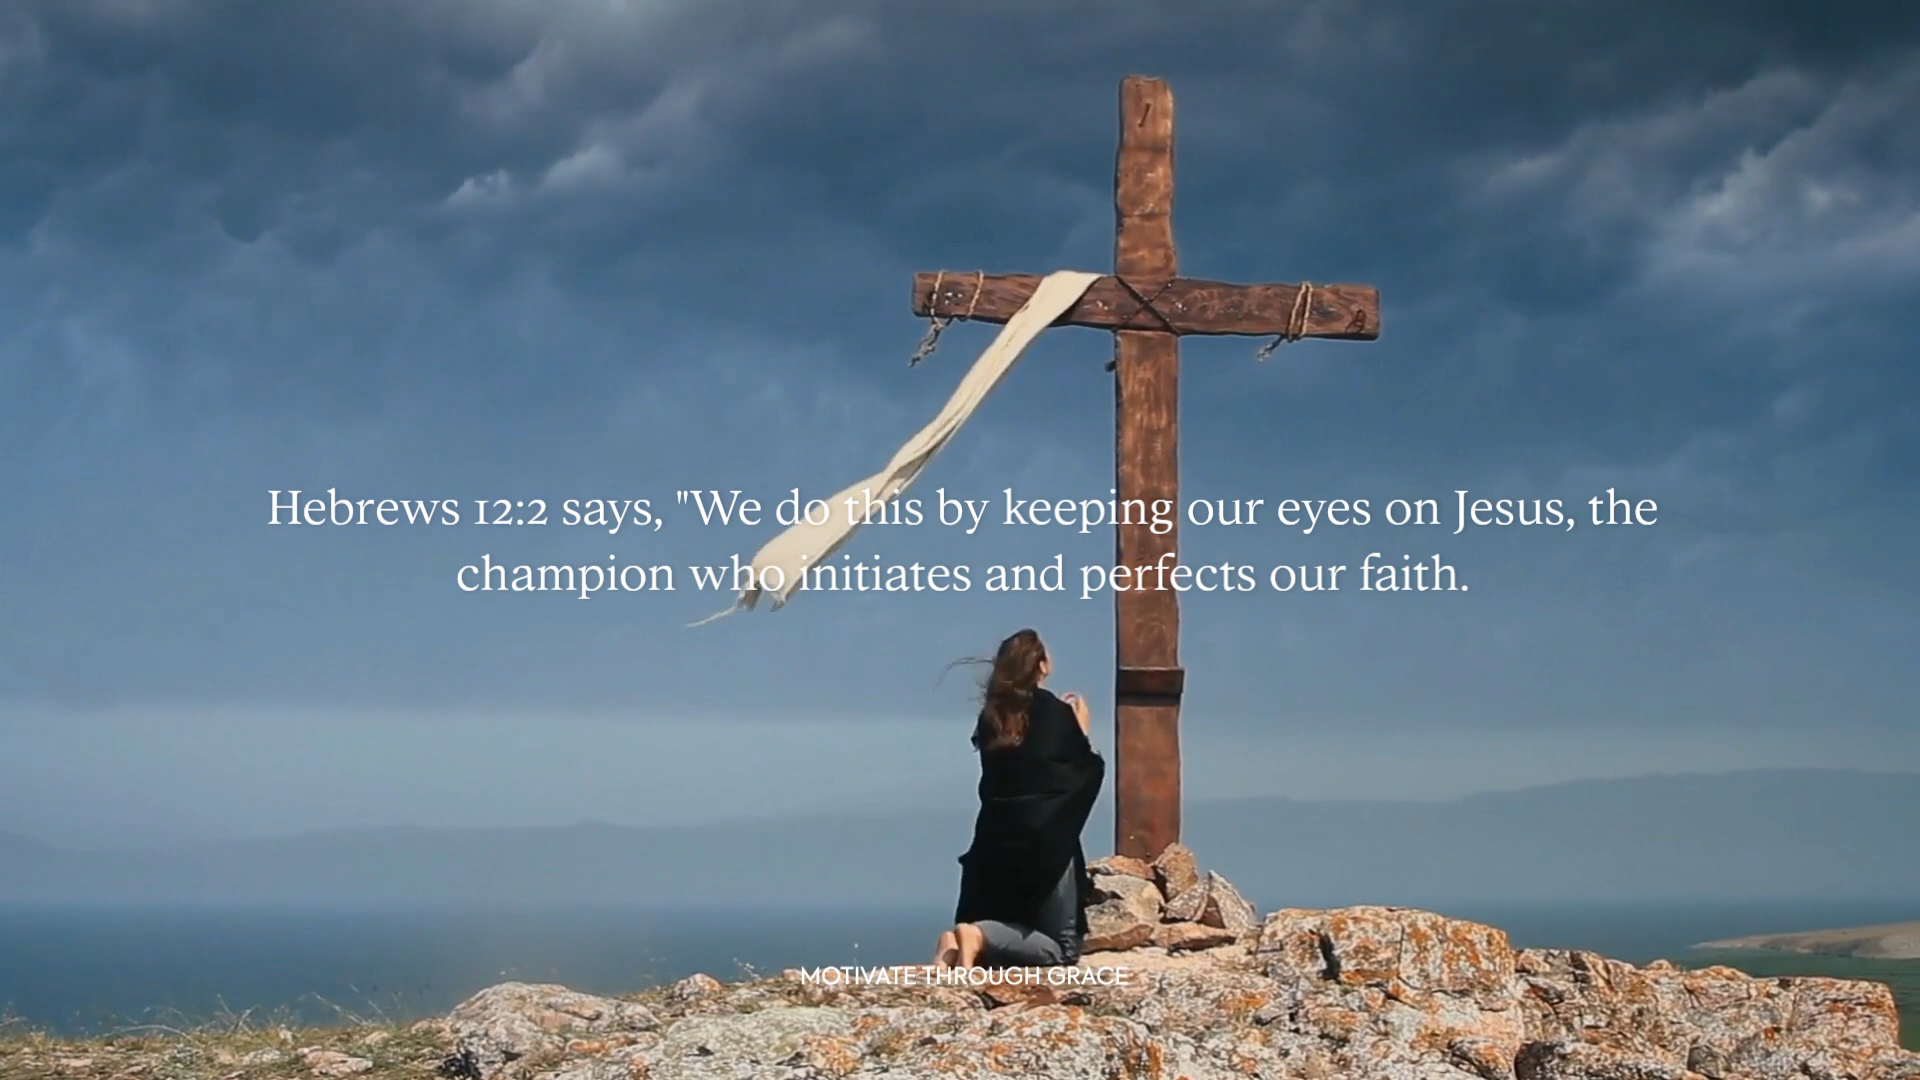 Hebrews 12:2 says, "We do this by keeping our eyes on Jesus, the
champion who initiates and perfects our faith.
MOTIVATE THROUGH GRACE